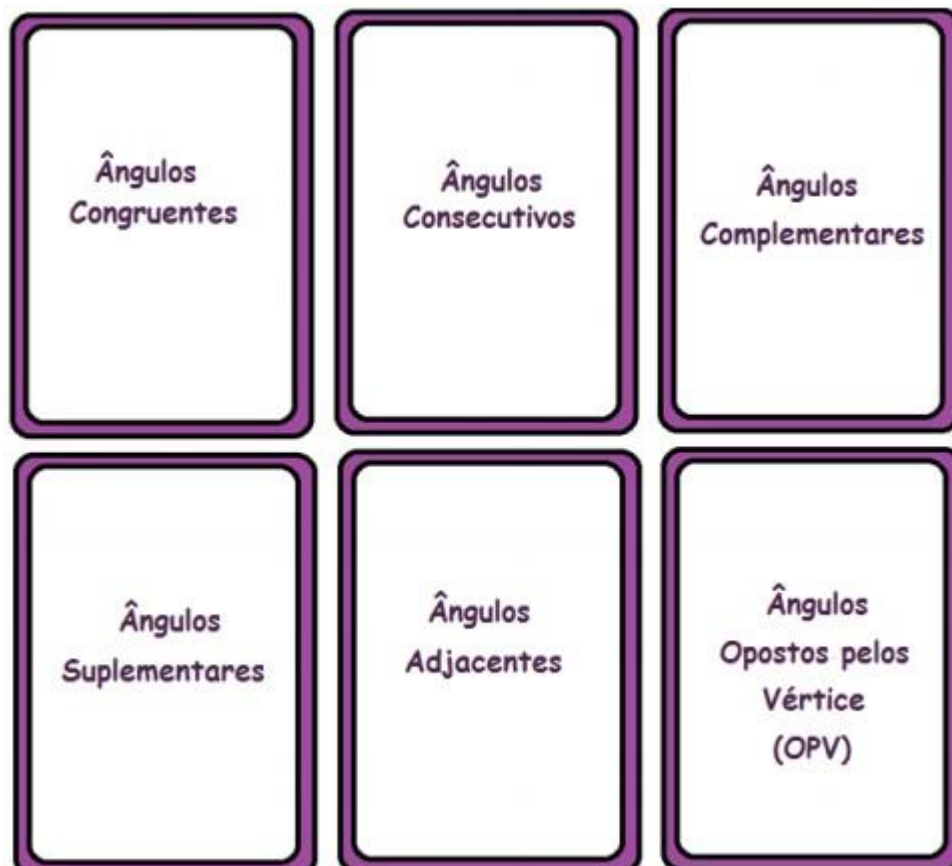 Ângulos
Congruentes
Ângulos
Consecutivos
Ângulos
Complementares
Ângulos
Suplementares
Ângulos
Adjacentes
Ângulos
Opostos pelos
Vértice
(OPV)